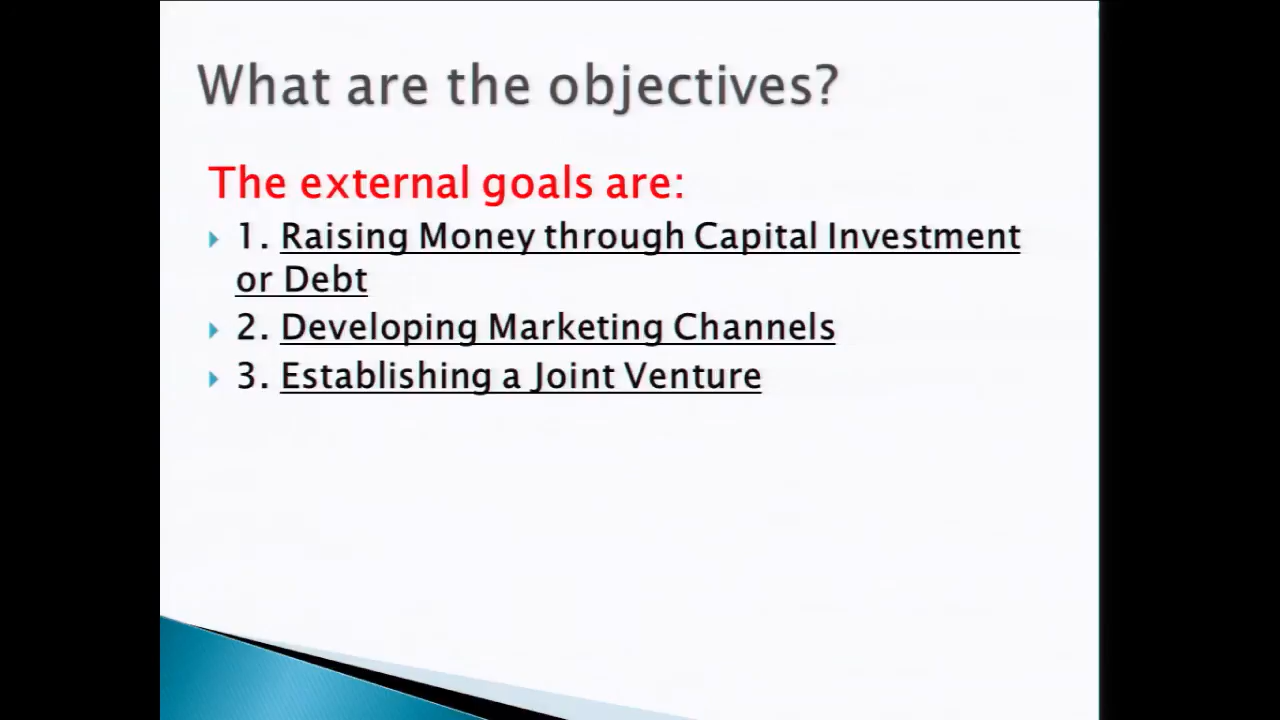 What are the objectives?
The external goals are:
1. Raising Money through Capital Investment
or Debt
2. Developing Marketing Channels
3. Establishing a Joint Venture